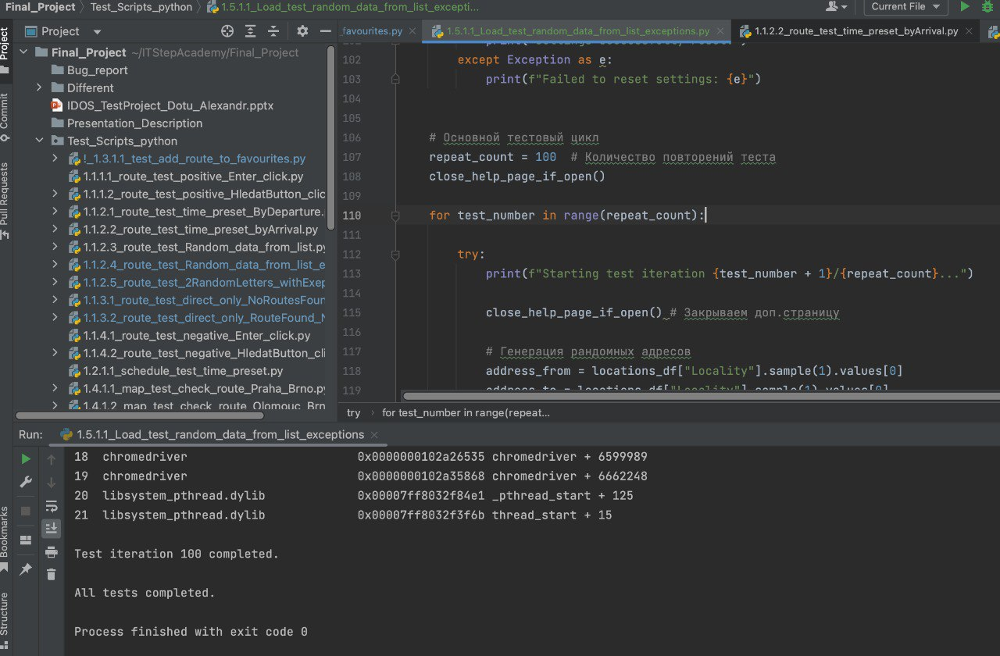 Final_Project Test_Scripts_python 1.5.1.1_Load_test_random_data_from_list_excepti...
Current File
Project
favourites.py
1.5.1.1_Load_test_random_data_from_list_exceptions.py
1.1.2.2_route_test_time_preset_byArrival.py
Project
Commit
Pull Requests
Bookmarks
Structure
Final_Project ~/ITStepAcademy/Final_Project
Bug_report
Different
IDOS_TestProject_Dotu_Alexandr.pptx
Presentation_Description
Test_Scripts_python
!_1.3.1.1_test_add_route_to_favourites.py
1.1.1.1_route_test_positive_Enter_click.py
1.1.1.2_route_test_positive_HledatButton_clic
1.1.2.1_route_test_time_preset_ByDeparture.
1.1.2.2_route_test_time_preset_byArrival.py
1.1.2.3_route_test_Random_data_from_list.py
1.1.2.4_route_test_Random_data_from_list_e
1.1.2.5_route_test_2RandomLetters_withExep
1.1.3.1_route_test_direct_only_NoRoutesFoun
1.1.3.2_route_test_direct_only_RouteFound_N
1.1.4.1_route_test_negative_Enter_click.py
1.1.4.2_route_test_negative_HledatButton_cli
1.2.1.1_schedule_test_time_preset.py
1.4.1.1_map_test_check_route_Praha_Brno.py
1.4.1.2_map_test_check_route_Olomouc_Brn
102 except Exception as e:
103 print(f"Failed to reset settings: {e}")
104
105
106 # Основной тестовый цикл
107 repeat_count = 100 # Количество повторений теста
108 close_help_page_if_open()
109
110 for test_number in range(repeat_count):
111
112 try:
113 print(f"Starting test iteration {test_number + 1}/{repeat_count}...")
114
115 close_help_page_if_open() # Закрываем доп.страницу
116
117 # Генерация рандомных адресов
118 address_from = locations_df["Locality"].sample(1).values[0]
119 address_to = locations_df["Locality"].sample(1).values[0]
try for test_number in range(repeat...
Run: 1.5.1.1_Load_test_random_data_from_list_exceptions
18 chromedriver 0x0000000102a26535 chromedriver + 6599989
19 chromedriver 0x0000000102a35868 chromedriver + 6662248
20 libsystem_pthread.dylib 0x00007ff8032f84e1 _pthread_start + 125
21 libsystem_pthread.dylib 0x00007ff8032f3f6b thread_start + 15
Test iteration 100 completed.
All tests completed.
Process finished with exit code 0